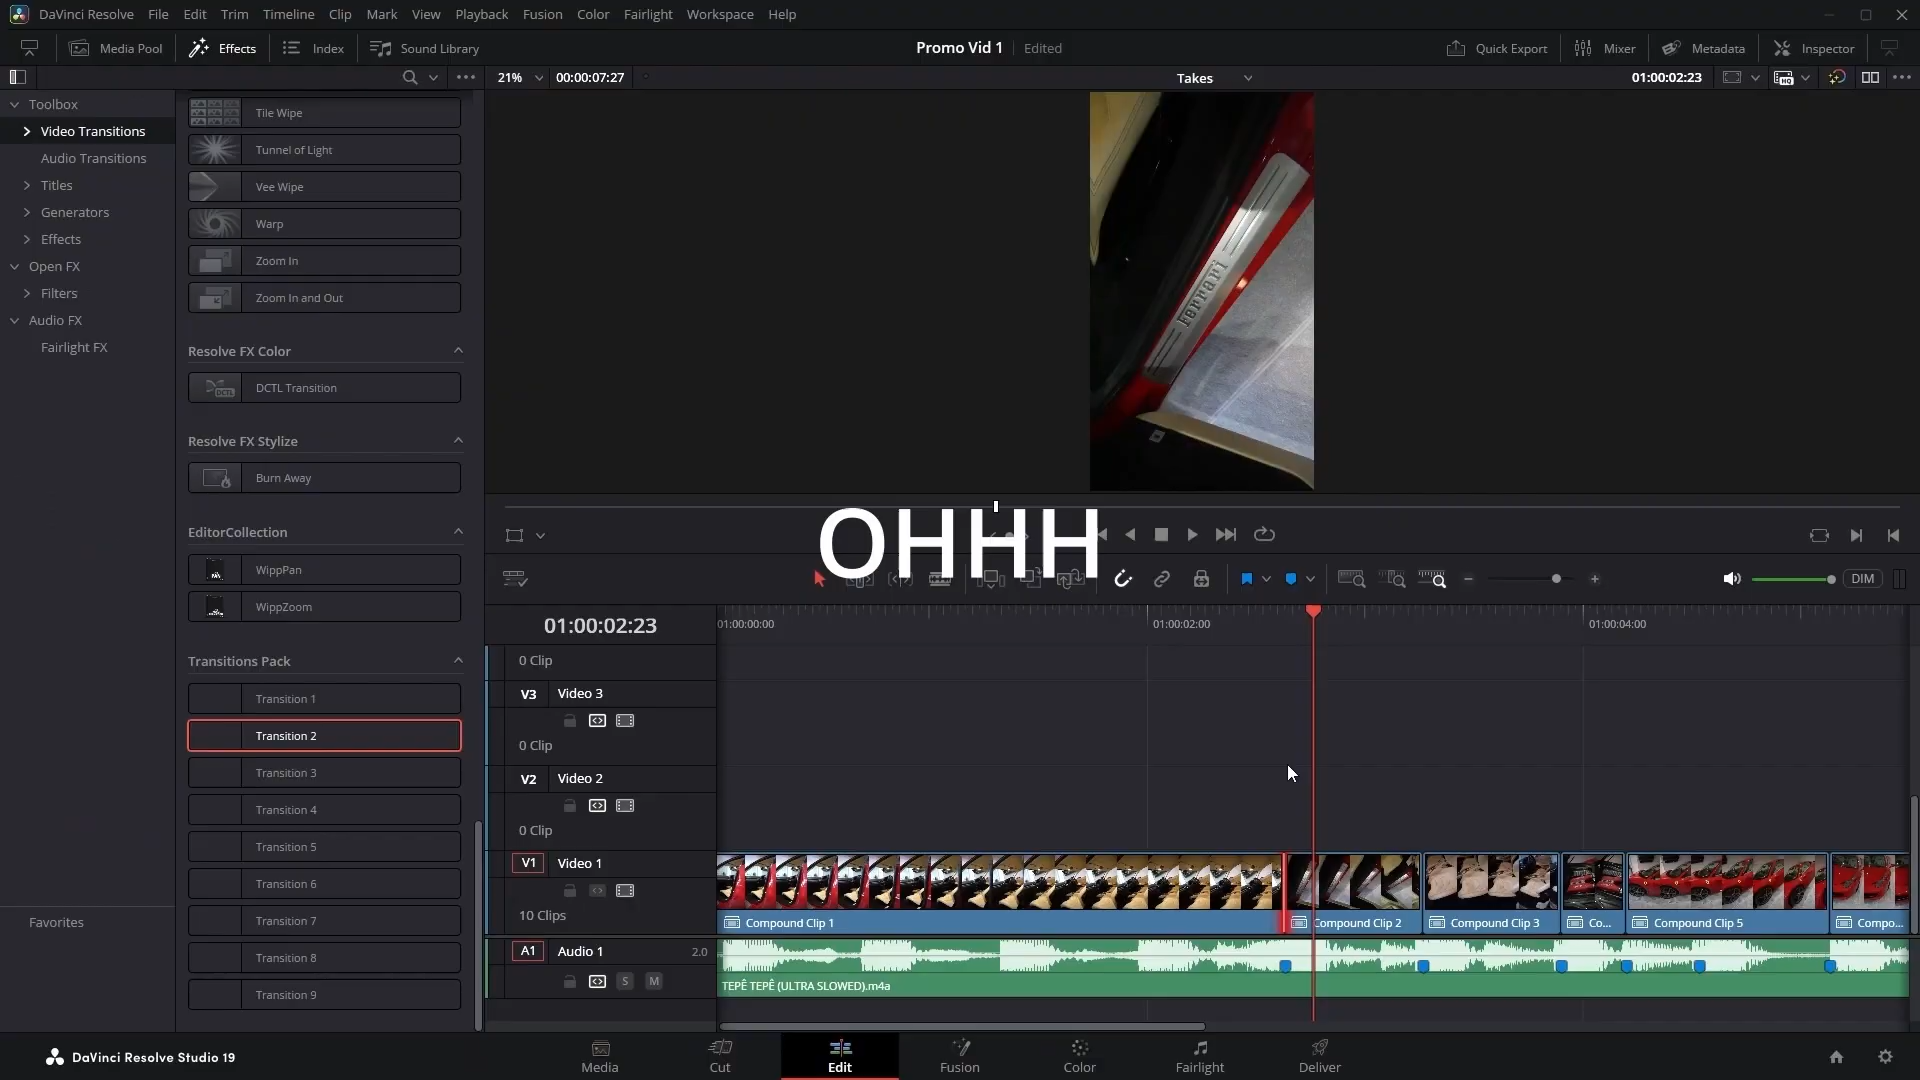 DaVinci Resolve File Edit Trim Timeline Clip Mark View Playback Fusion Color Fairlight Workspace Help
Media Pool Effects Index Sound Library Promo Vid 1 Edited Quick Export Mixer Metadata Inspector
21% 00:00:07:27 Takes 01:00:02:23
Toolbox
Video Transitions
Audio Transitions
Titles
Generators
Effects
Open FX
Filters
Audio FX
Fairlight FX
Favorites
Tile Wipe
Tunnel of Light
Vee Wipe
Warp
Zoom In
Zoom In and Out
Resolve FX Color
DCTL Transition
Resolve FX Stylize
Burn Away
EditorCollection
WippPan
WippZoom
Transitions Pack
Transition 1
Transition 2
Transition 3
Transition 4
Transition 5
Transition 6
Transition 7
Transition 8
Transition 9
Ferrari
OHHH
DIM
01:00:02:23
01:00:00:00 01:00:02:00 01:00:04:00
0 Clip
V3 Video 3
0 Clip
V2 Video 2
0 Clip
V1 Video 1
10 Clips
Compound Clip 1 Compound Clip 2 Compound Clip 3 Co... Compound Clip 5 Compo...
A1 Audio 1 2.0
S M
TEPÊ TEPÊ (ULTRA SLOWED).m4a
DaVinci Resolve Studio 19
Media Cut Edit Fusion Color Fairlight Deliver